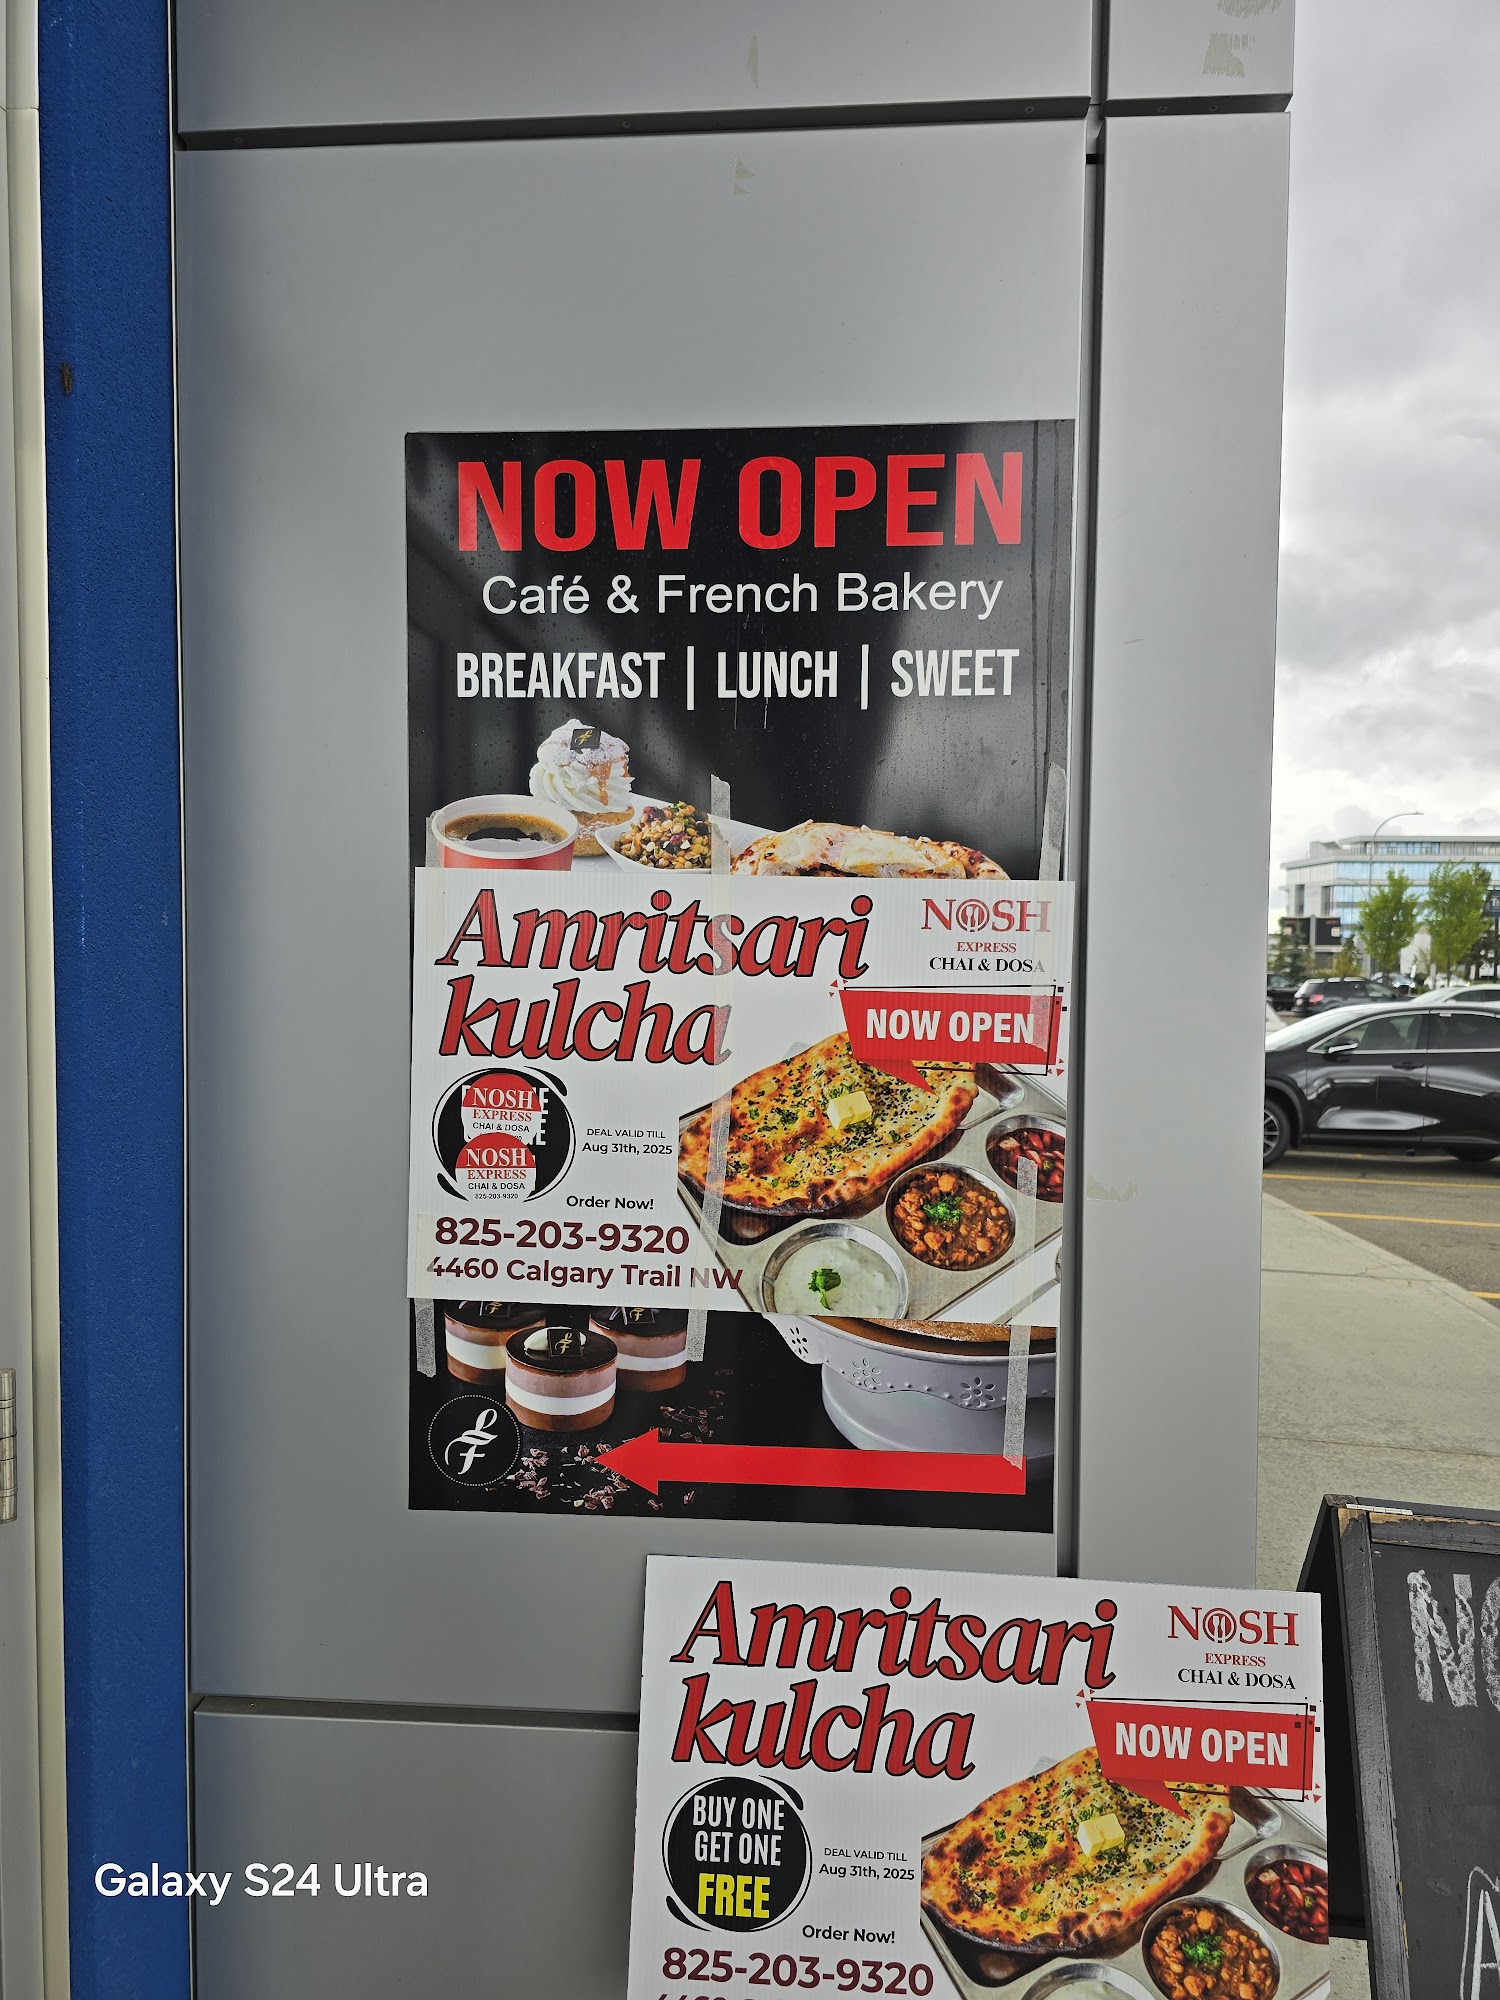 NOW OPEN
Café & French Bakery
BREAKFAST | LUNCH | SWEET
Amritsari
kulcha
NOSH
EXPRESS
CHAI & DOSA
NOW OPEN
NOSH
EXPRESS
CHAI & DOSA
NOSH
EXPRESS
CHAI & DOSA
825-203-9320
DEAL VALID TILL
Aug 31th, 2025
Order Now!
825-203-9320
4460 Calgary Trail NW
Amritsari
kulcha
NOSH
EXPRESS
CHAI & DOSA
NOW OPEN
BUY ONE
GET ONE
FREE
DEAL VALID TILL
Aug 31th, 2025
Order Now!
825-203-9320
Galaxy S24 Ultra